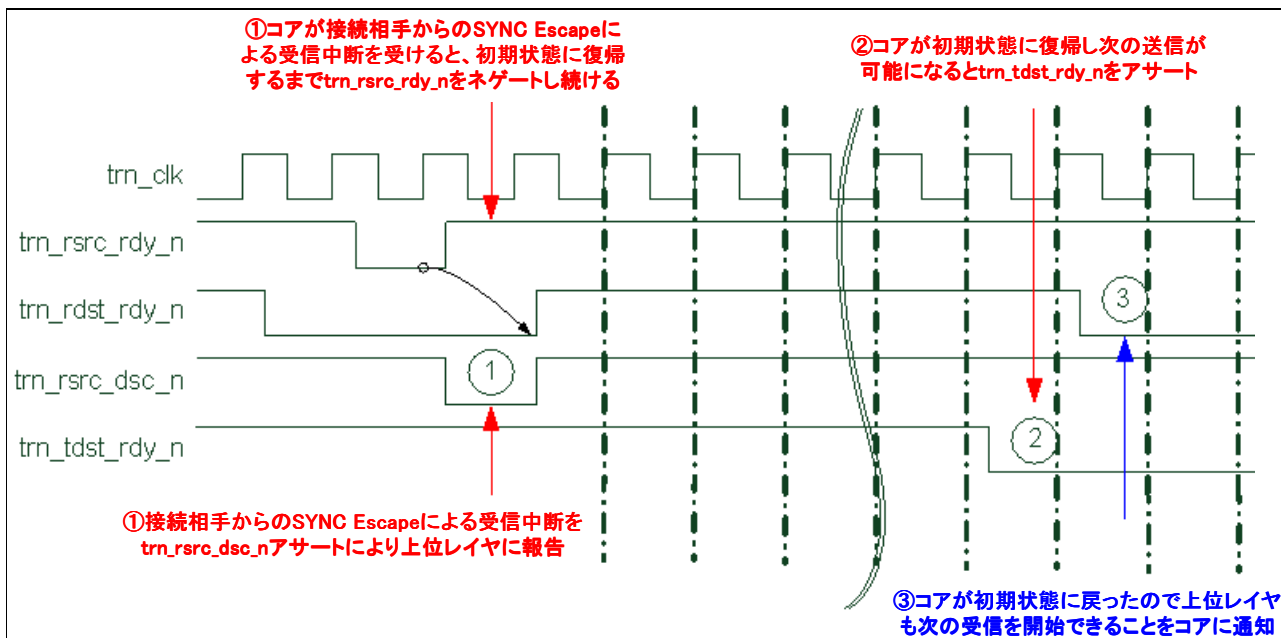 ①コアが接続相手からのSYNC Escapeに
よる受信中断を受けると、初期状態に復帰
するまでtrn_rsrc_rdy_nをネゲートし続ける
②コアが初期状態に復帰し次の送信が
可能になるとtrn_tdst_rdy_nをアサート
trn_clk
trn_rsrc_rdy_n
trn_rdst_rdy_n
3
trn_rsrc_dsc_n
1
trn_tdst_rdy_n
2
①接続相手からのSYNC Escapeによる受信中断を
trn_rsrc_dsc_nアサートにより上位レイヤに報告
③コアが初期状態に戻ったので上位レイヤ
も次の受信を開始できることをコアに通知